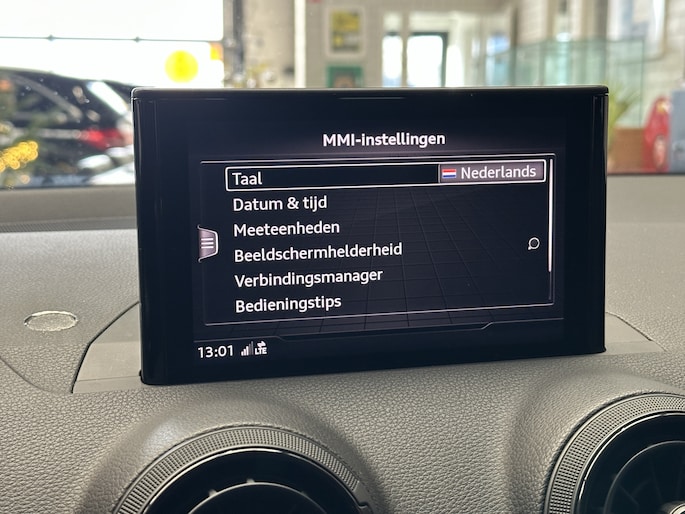 MMI-instellingen
Taal Nederlands
Datum & tijd
Meeteenheden
Beeldschermhelderheid
Verbindingsmanager
Bedieningstips
13:01 LTE